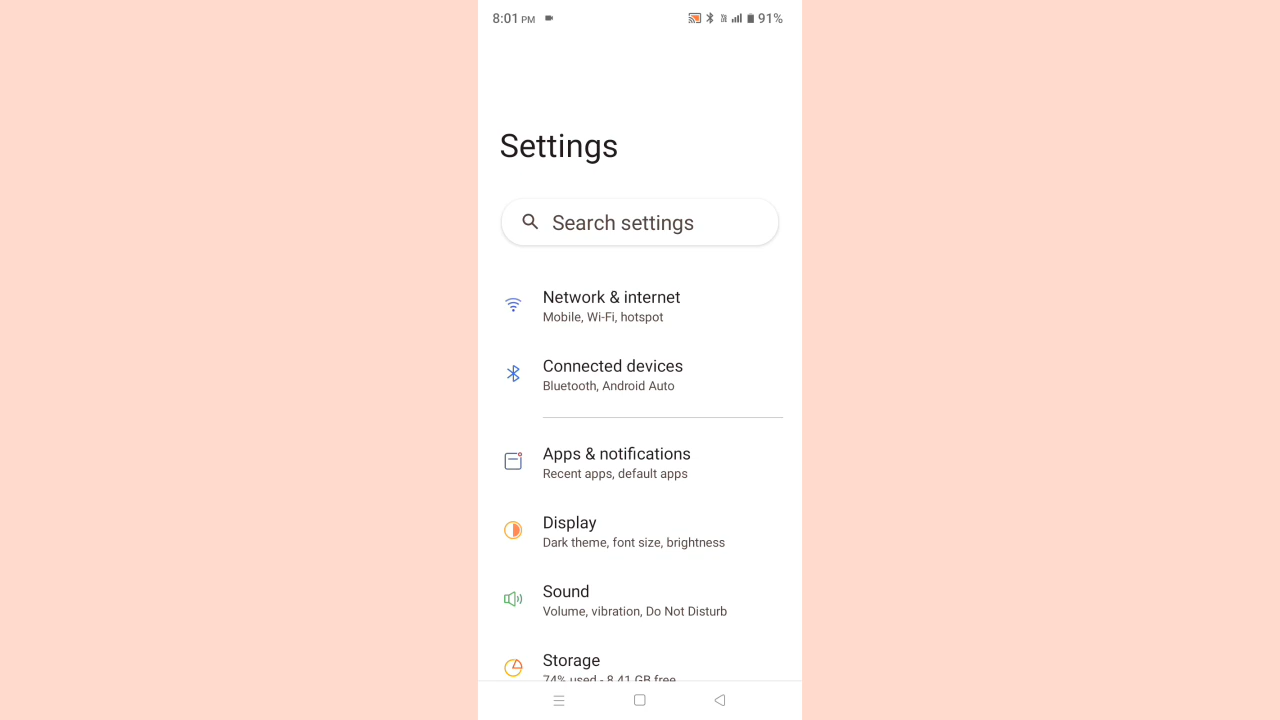 8:01 PM 91%
Settings
Search settings
Network & internet
Mobile, Wi-Fi, hotspot
Connected devices
Bluetooth, Android Auto
Apps & notifications
Recent apps, default apps
Display
Dark theme, font size, brightness
Sound
Volume, vibration, Do Not Disturb
Storage
74% used - 8.41 GB free